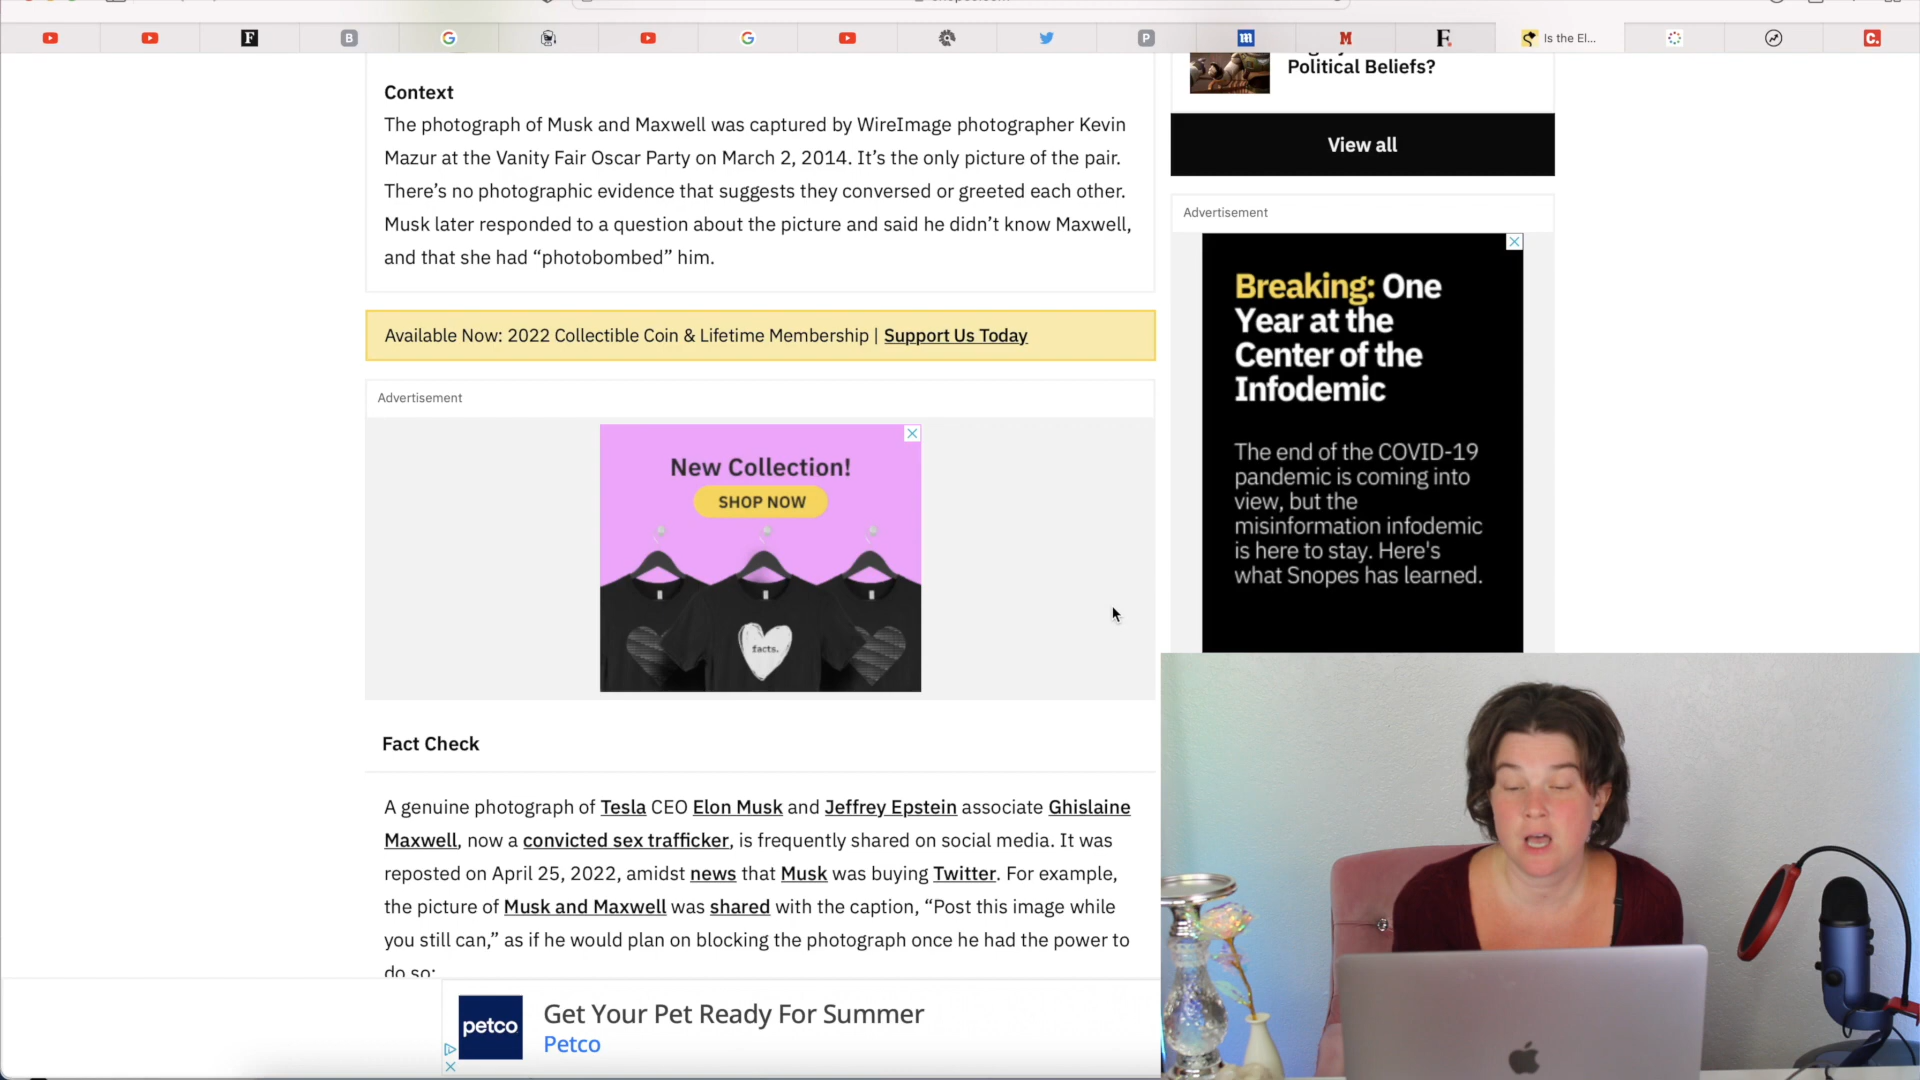 Is the El...
Context
The photograph of Musk and Maxwell was captured by WireImage photographer Kevin
Mazur at the Vanity Fair Oscar Party on March 2, 2014. It’s the only picture of the pair.
There’s no photographic evidence that suggests they conversed or greeted each other.
Musk later responded to a question about the picture and said he didn’t know Maxwell,
and that she had “photobombed” him.
Available Now: 2022 Collectible Coin & Lifetime Membership | Support Us Today
Advertisement
New Collection!
SHOP NOW
facts.
Fact Check
A genuine photograph of Tesla CEO Elon Musk and Jeffrey Epstein associate Ghislaine
Maxwell, now a convicted sex trafficker, is frequently shared on social media. It was
reposted on April 25, 2022, amidst news that Musk was buying Twitter. For example,
the picture of Musk and Maxwell was shared with the caption, “Post this image while
you still can,” as if he would plan on blocking the photograph once he had the power to
do so:
Political Beliefs?
View all
Advertisement
Breaking: One
Year at the
Center of the
Infodemic
The end of the COVID-19
pandemic is coming into
view, but the
misinformation infodemic
is here to stay. Here's
what Snopes has learned.
petco
Get Your Pet Ready For Summer
Petco